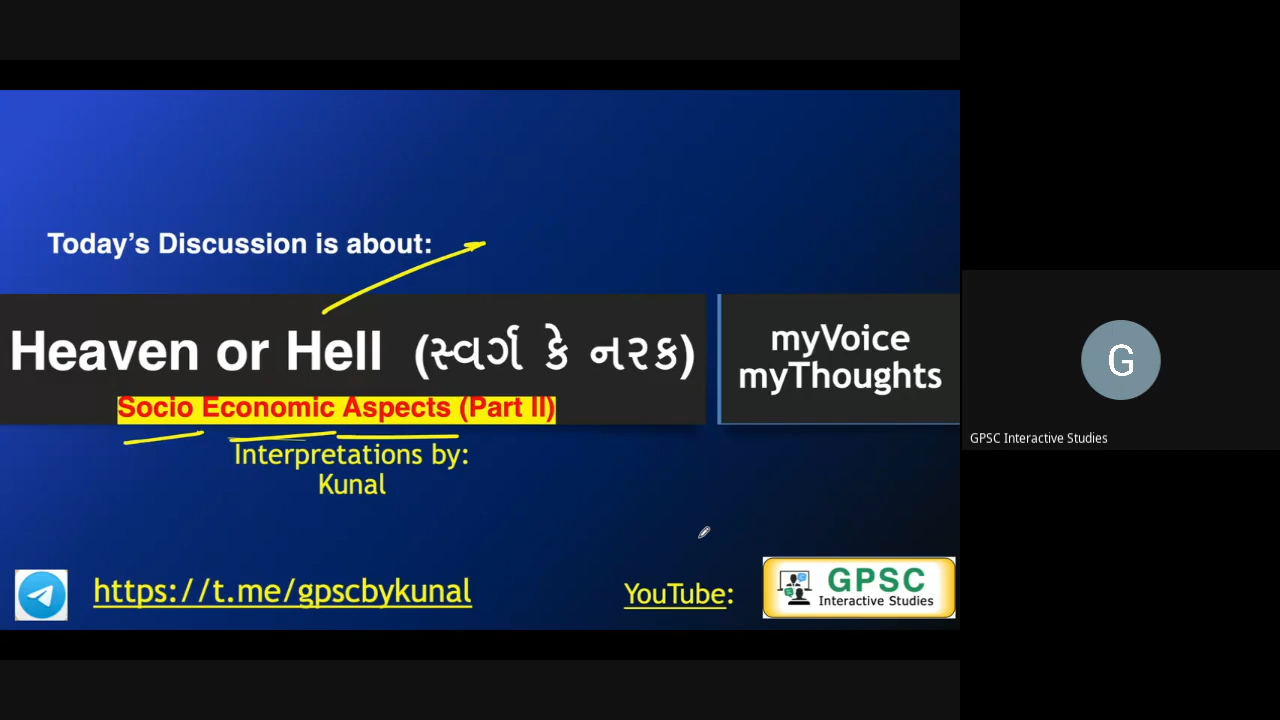 Today's Discussion is about:
Heaven or Hell (સ્વર્ગ કે નરક)
Socio Economic Aspects (Part II)
Interpretations by:
Kunal
myVoice
myThoughts
https://t.me/gpscbykunal
YouTube:
GPSC
Interactive Studies
G
GPSC Interactive Studies